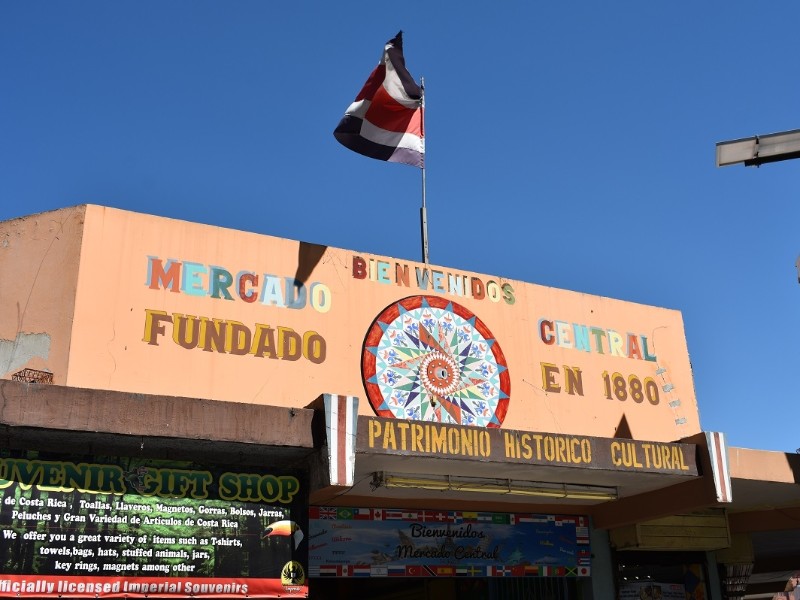 BIENVENIDOS
MERCADO CENTRAL
FUNDADO EN 1880
PATRIMONIO HISTORICO CULTURAL
SOUVENIR GIFT SHOP
de Costa Rica , Toallas, Llaveros, Magnetos, Gorras, Bolsos, Jarras,
Peluches y Gran Variedad de Artículos de Costa Rica
We offer you a great variety of items such as T-shirts,
towels,bags, hats, stuffed animals, jars,
key rings, magnets among other
fficially licensed Imperial Souvenirs
Bienvenidos
Mercado Central